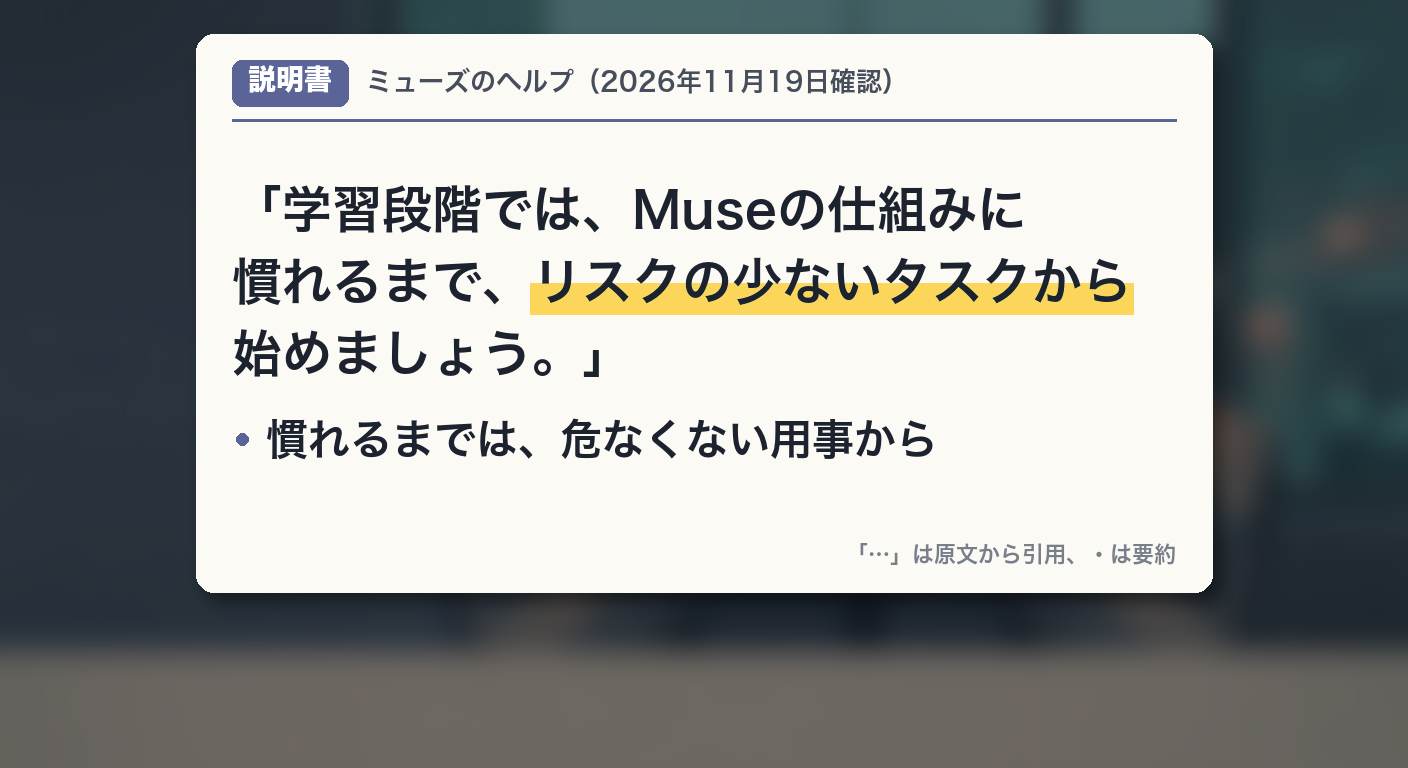 説明書 ミューズのヘルプ（2026年11月19日確認）
「学習段階では、Museの仕組みに
慣れるまで、リスクの少ないタスクから
始めましょう。」
• 慣れるまでは、危なくない用事から
「…」は原文から引用、・は要約